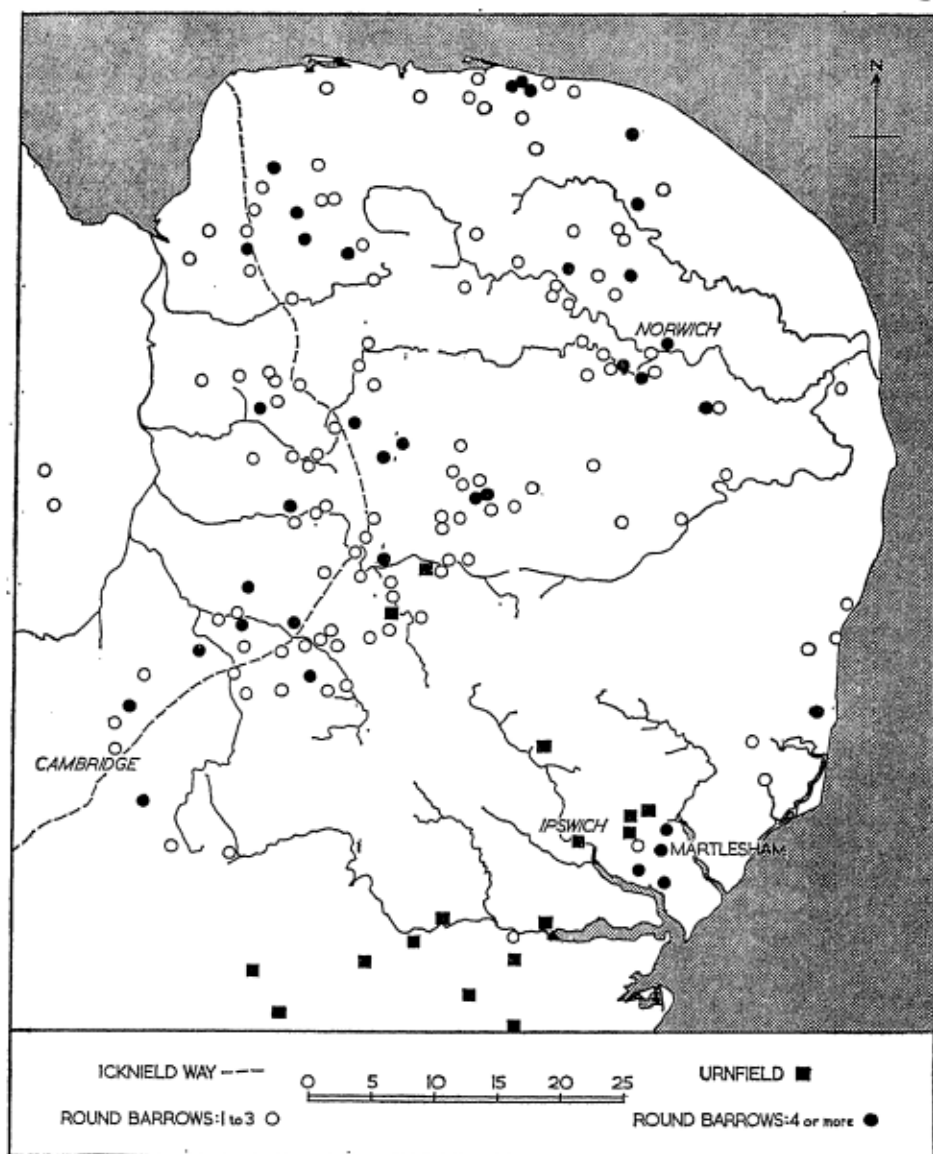 N
NORWICH
CAMBRIDGE
IPSWICH
MARTLESHAM
ICKNIELD WAY
0 5 10 15 20 25
URNFIELD
ROUND BARROWS:1 to 3
ROUND BARROWS:4 or more